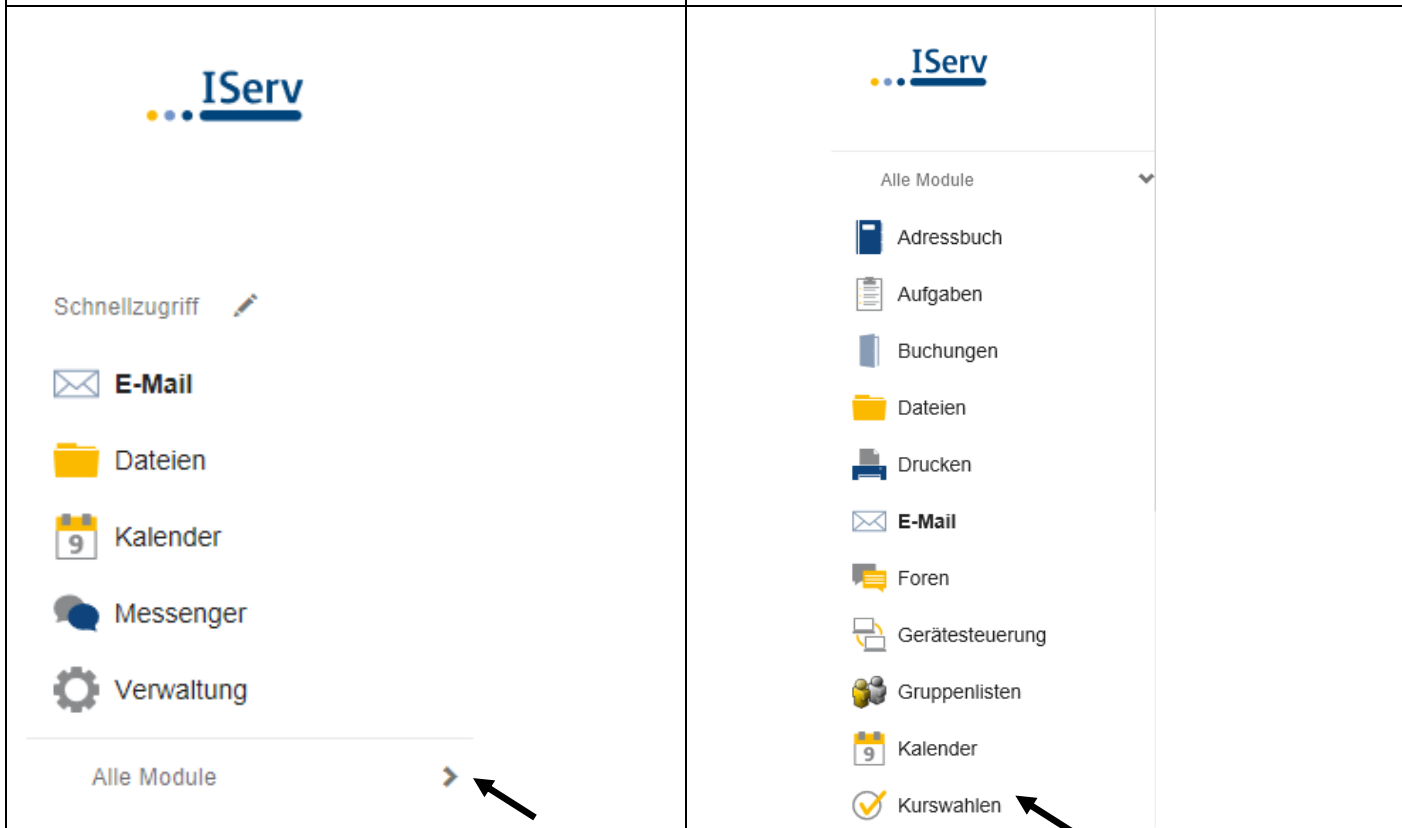 IServ
Schnellzugriff
E-Mail
Dateien
9
Kalender
Messenger
Verwaltung
Alle Module
IServ
Alle Module
Adressbuch
Aufgaben
Buchungen
Dateien
Drucken
E-Mail
Foren
Gerätesteuerung
Gruppenlisten
9
Kalender
Kurswahlen